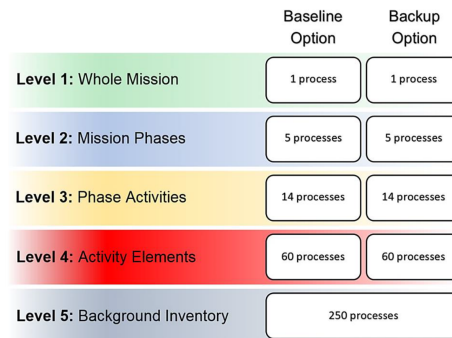 Baseline Option
Backup Option
Level 1: Whole Mission
1 process
1 process
Level 2: Mission Phases
5 processes
5 processes
Level 3: Phase Activities
14 processes
14 processes
Level 4: Activity Elements
60 processes
60 processes
Level 5: Background Inventory
250 processes